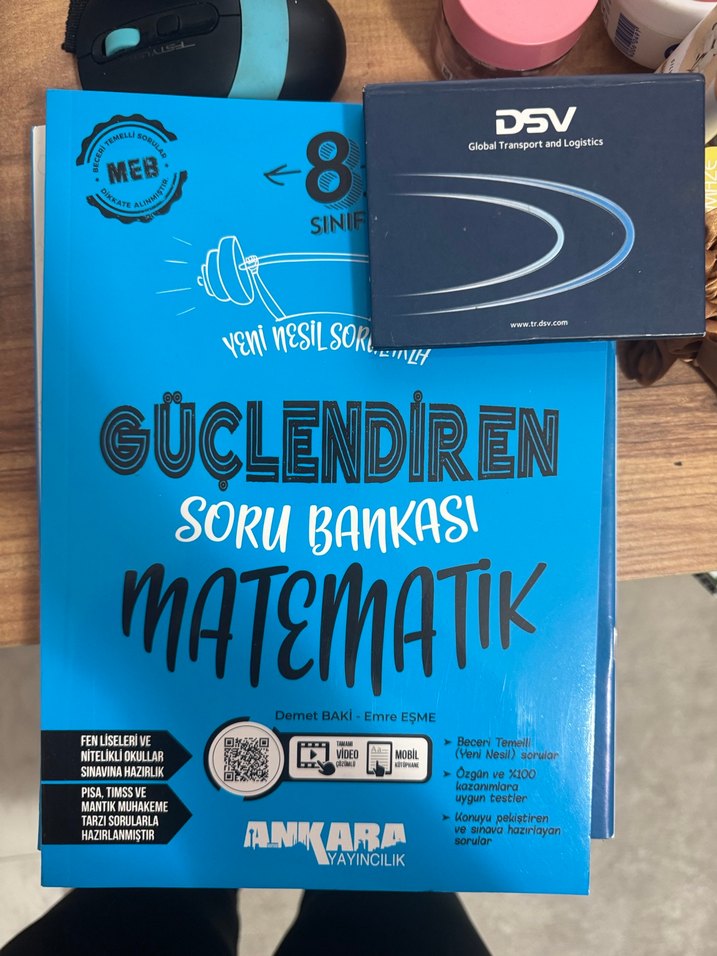 BECERİ TEMELLİ SORULAR
MEB
DİKKATE ALINMIŞTIR
8.
SINIF
DSV
Global Transport and Logistics
www.tr.dsv.com
YENİ NESİL SORULARLA
GÜÇLENDİREN
SORU BANKASI
MATEMATİK
Demet BAKİ - Emre EŞME
FEN LİSELERİ VE
NİTELİKLİ OKULLAR
SINAVINA HAZIRLIK
PISA, TIMSS VE
MANTIK MUHAKEME
TARZI SORULARLA
HAZIRLANMIŞTIR
TAMAMI
VİDEO
ÇÖZÜMLÜ
MOBİL
KÜTÜPHANE
Beceri Temelli
(Yeni Nesil) sorular
Özgün ve %100
kazanımlara
uygun testler
Konuyu pekiştiren
ve sınava hazırlayan
sorular
ANKARA
YAYINCILIK